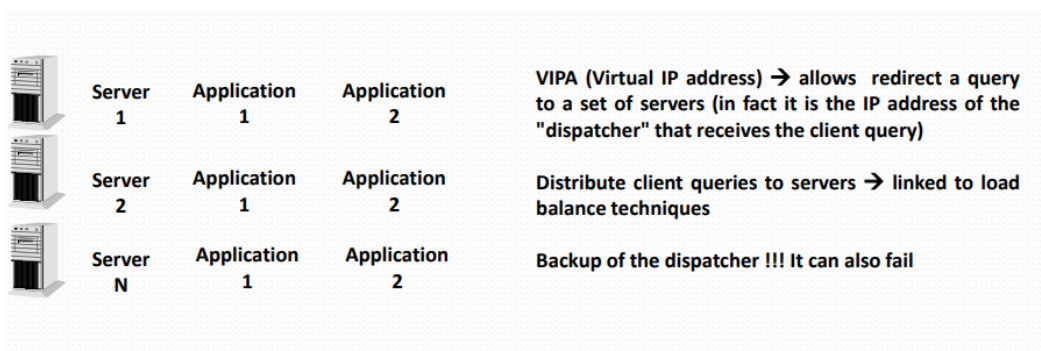 Server Application Application
1 1 2
Server Application Application
2 1 2
Server Application Application
N 1 2
VIPA (Virtual IP address) → allows redirect a query
to a set of servers (in fact it is the IP address of the
"dispatcher" that receives the client query)
Distribute client queries to servers → linked to load
balance techniques
Backup of the dispatcher !!! It can also fail